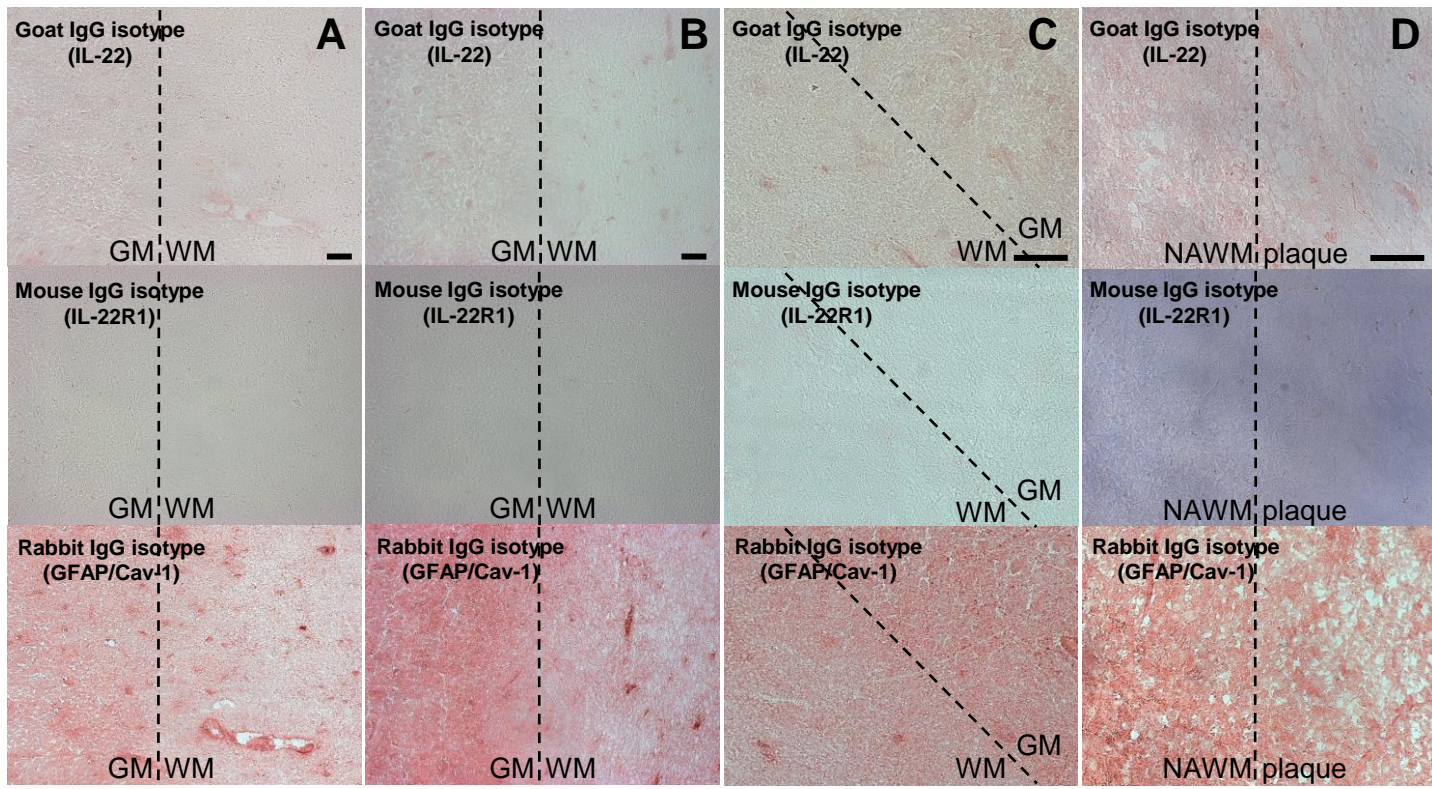 Goat IgG isotype
(IL-22)
A
GM WM
Goat IgG isotype
(IL-22)
B
GM WM
Goat IgG isotype
(IL-22)
C
GM
WM
Goat IgG isotype
(IL-22)
D
NAWM plaque
Mouse IgG isotype
(IL-22R1)
GM WM
Mouse IgG isotype
(IL-22R1)
GM WM
Mouse IgG isotype
(IL-22R1)
GM
WM
Mouse IgG isotype
(IL-22R1)
NAWM plaque
Rabbit IgG isotype
(GFAP/Cav-1)
GM WM
Rabbit IgG isotype
(GFAP/Cav-1)
GM WM
Rabbit IgG isotype
(GFAP/Cav-1)
GM
WM
Rabbit IgG isotype
(GFAP/Cav-1)
NAWM plaque